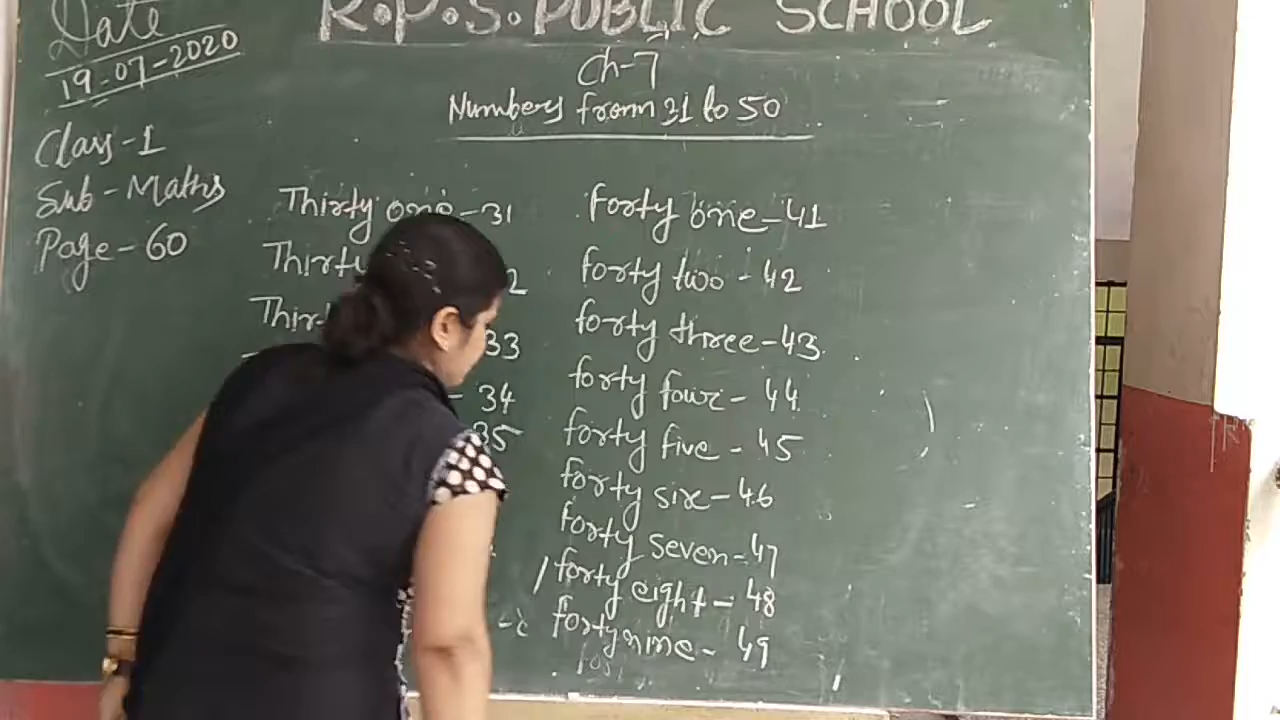 R.P.S. PUBLIC SCHOOL
Date
19-07-2020
Class-1
Sub-Maths
Page-60
Ch-7
Numbers from 31 to 50
Thirty one-31
Thirty
33
- 34
35
forty one-41
forty two-42
forty three-43
forty four-44
forty five-45
forty six-46
forty seven-47
forty eight-48
forty nine-49